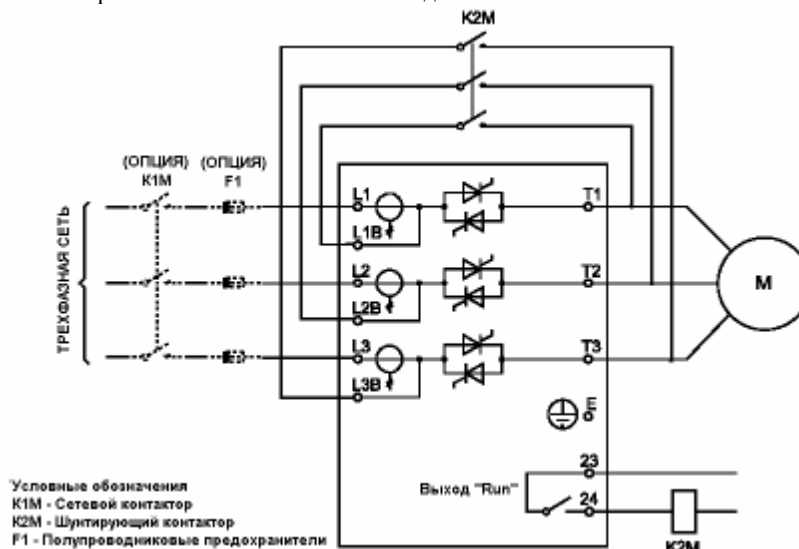 K2M
(ОПЦИЯ) (ОПЦИЯ)
K1M F1
ТРЕХФАЗНАЯ СЕТЬ
L1 T1
L1B
L2 T2
L2B
L3 T3
L3B
M
E
23
Выход "Run"
24
K2M
Условные обозначения
K1M - Сетевой контактор
K2M - Шунтирующий контактор
F1 - Полупроводниковые предохранители